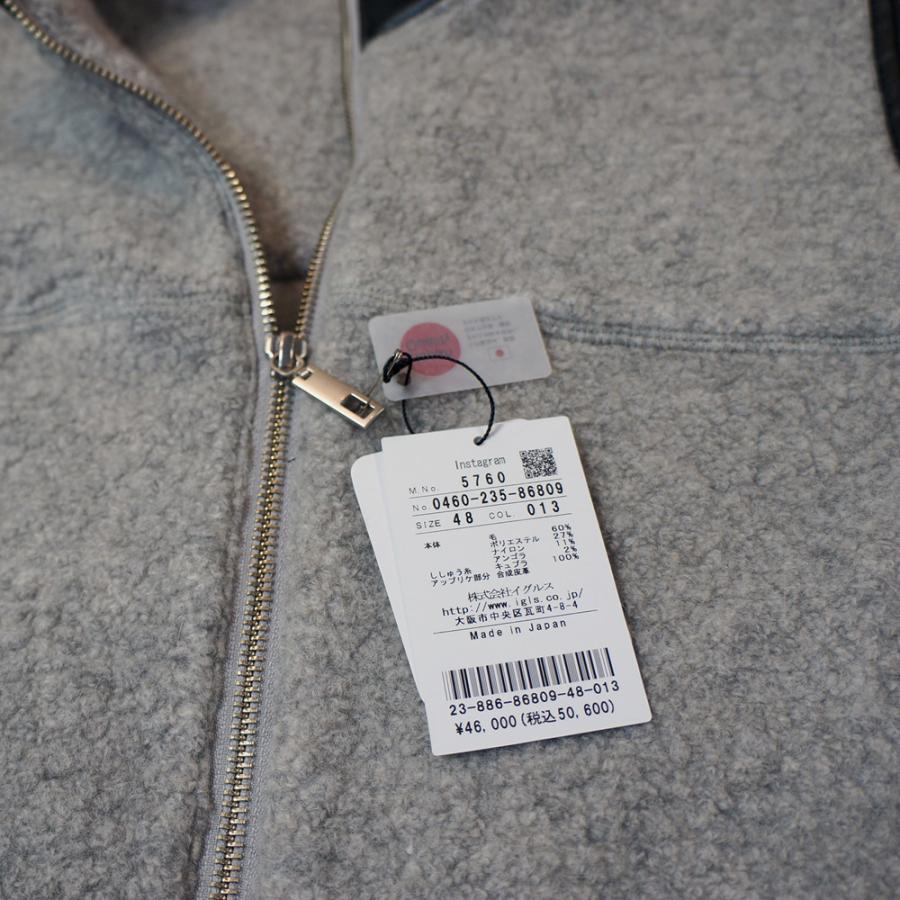 Instagram
M.No. 5760
No. 0460-235-86809
SIZE 48 COL. 013
本体 毛 60%
ポリエステル 27%
ナイロン 11%
アンゴラ 2%
ししゅう糸 キュプラ 100%
アップリケ部分 合成皮革
株式会社イグルス
http://www.igls.co.jp/
大阪市中央区瓦町4-8-4
Made in Japan
23-886-86809-48-013
¥46,000(税込50,600)